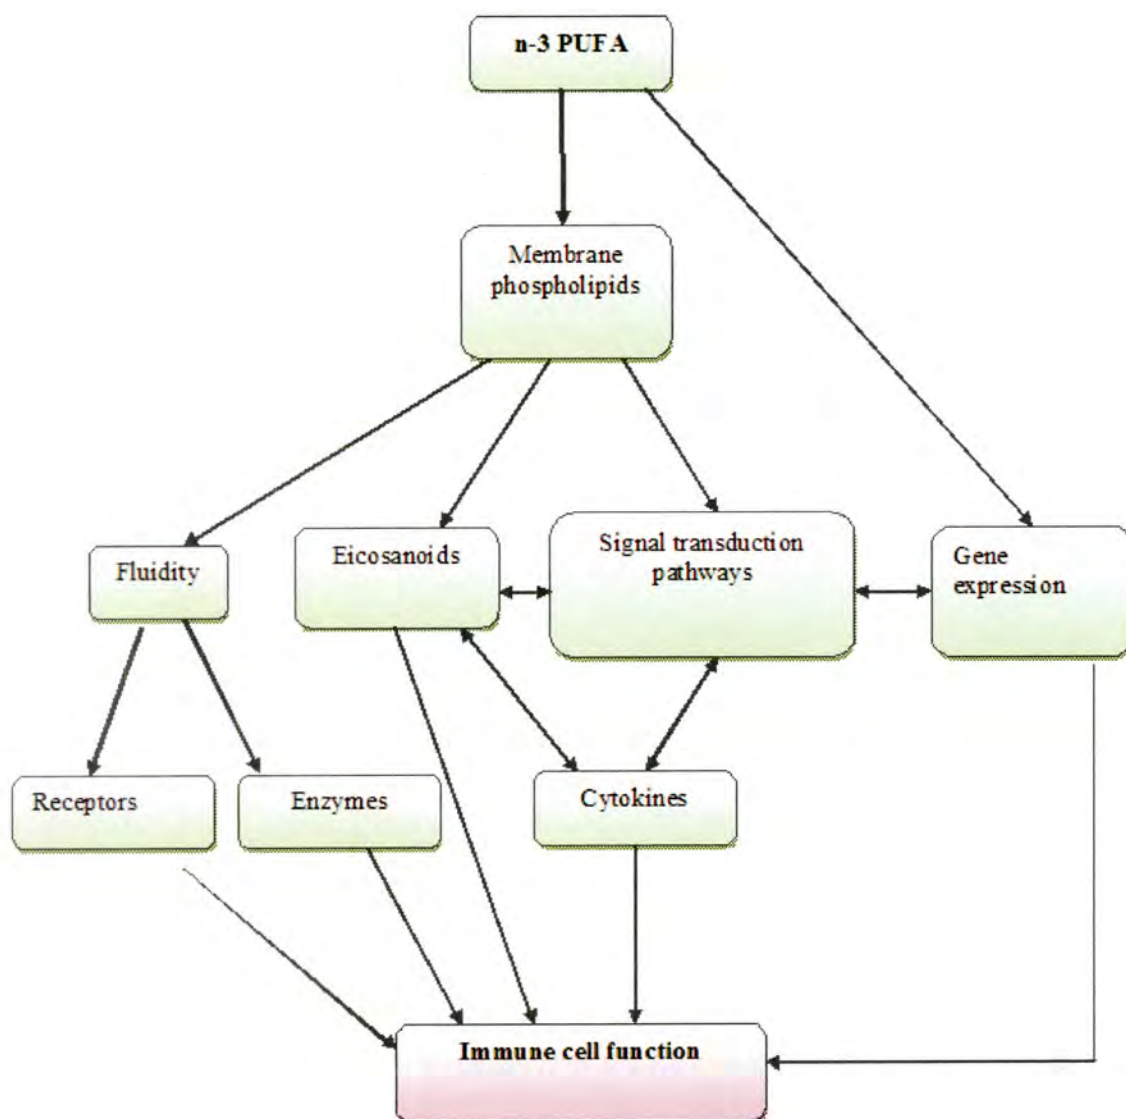 n-3 PUFA
Membrane
phospholipids
Fluidity
Eicosanoids
Signal transduction
pathways
Gene
expression
Receptors
Enzymes
Cytokines
Immune cell function